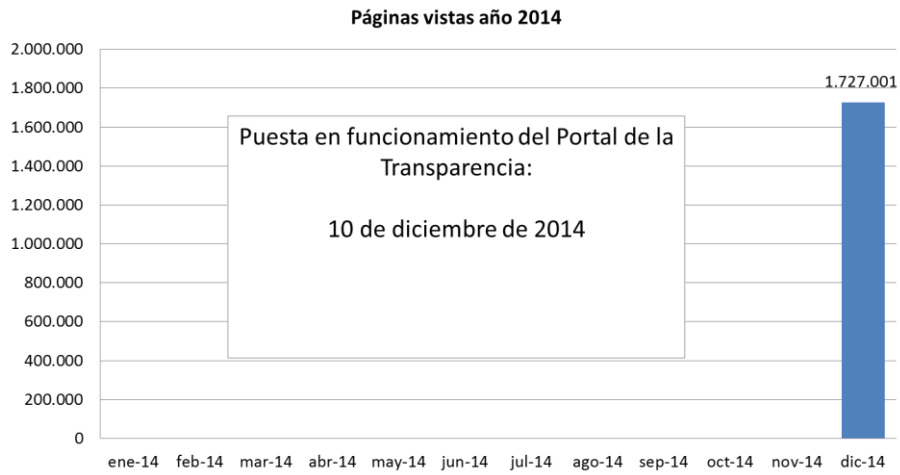 Páginas vistas año 2014
2.000.000
1.800.000
1.600.000
1.400.000
1.200.000
1.000.000
800.000
600.000
400.000
200.000
0
1.727.001
Puesta en funcionamiento del Portal de la
Transparencia:
10 de diciembre de 2014
ene-14 feb-14 mar-14 abr-14 may-14 jun-14 jul-14 ago-14 sep-14 oct-14 nov-14 dic-14